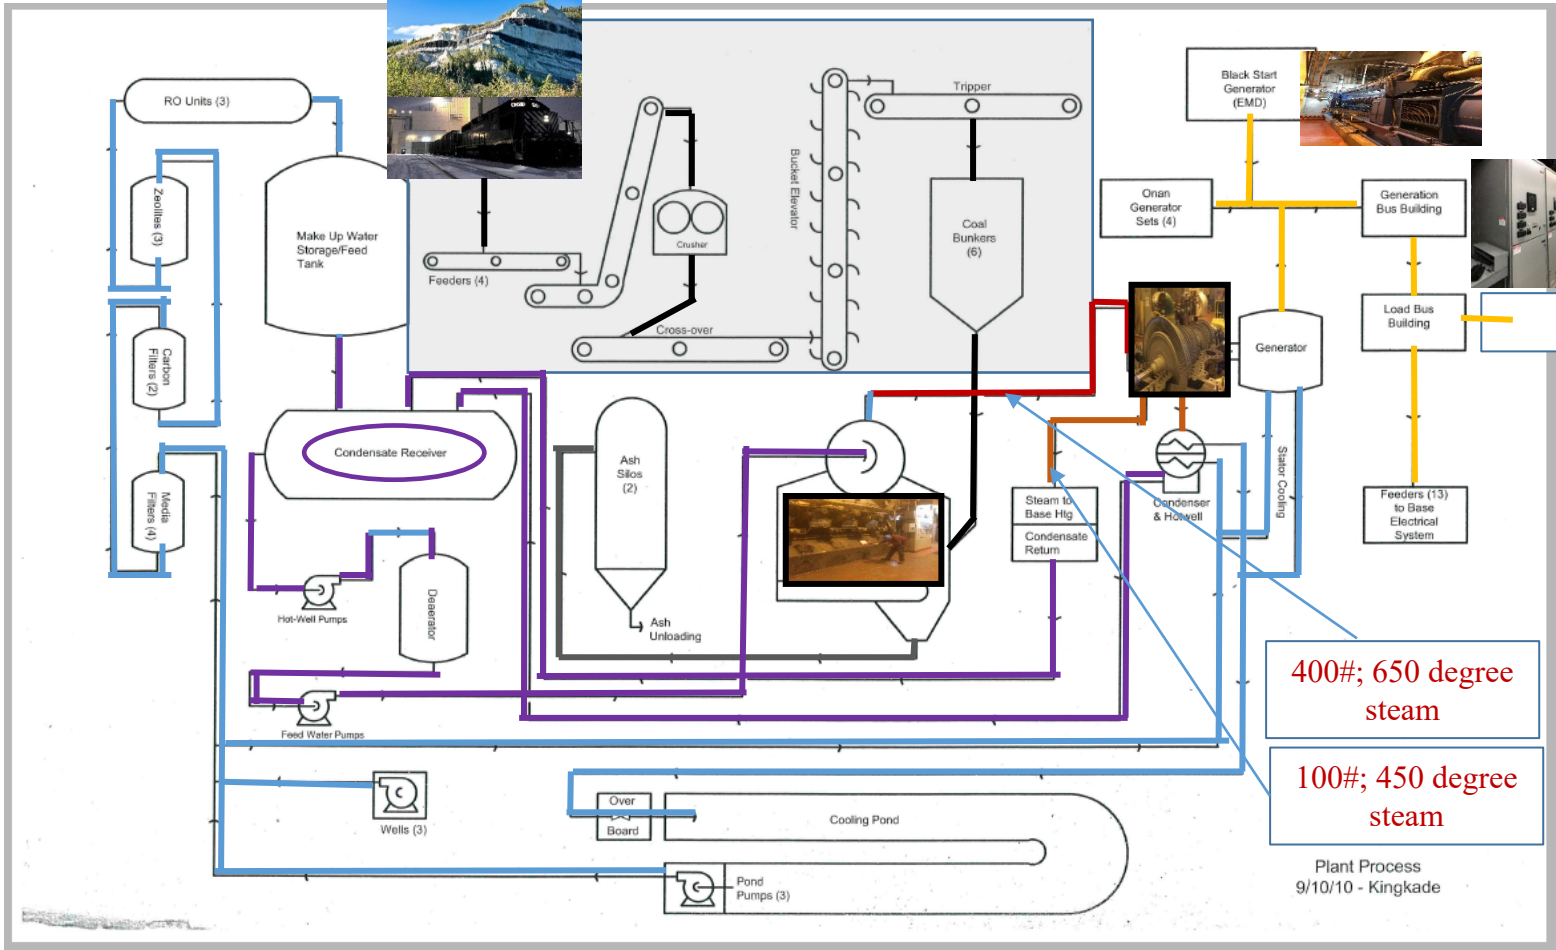 RO Units (3)
Zeolites (3)
Make Up Water
Storage/Feed
Tank
Carbon
Filters (2)
Media
Filters (4)
Condensate Receiver
Hot-Well Pumps
Deaerator
Feed Water Pumps
Wells (3)
Feeders (4)
Crusher
Cross-over
Bucket Elevator
Tripper
Coal
Bunkers
(6)
Ash
Silos
(2)
Ash
Unloading
Steam to
Base Htg
Condensate
Return
Condenser
& Hotwell
Stator Cooling
Black Start
Generator
(EMD)
Onan
Generator
Sets (4)
Generation
Bus Building
Load Bus
Building
Generator
Feeders (13)
to Base
Electrical
System
400#; 650 degree
steam
100#; 450 degree
steam
Over
Board
Cooling Pond
Pond
Pumps (3)
Plant Process
9/10/10 - Kingkade